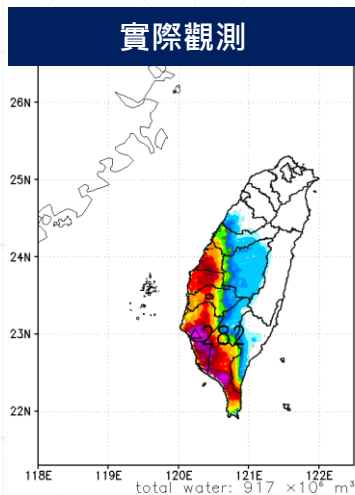 實際觀測
26N
25N
24N
23N
22N
282
118E 119E 120E 121E 122E
total water: 917 ×10⁶ m³